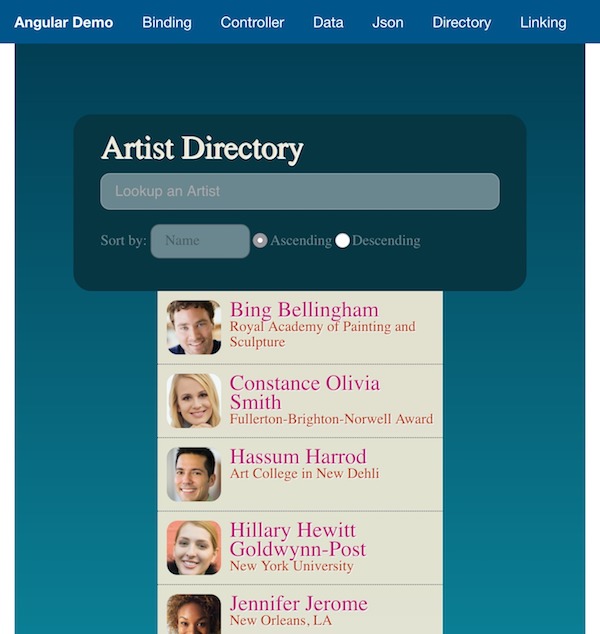 Angular Demo Binding Controller Data Json Directory Linking
Artist Directory
Lookup an Artist
Sort by: Name Ascending Descending
Bing Bellingham
Royal Academy of Painting and
Sculpture
Constance Olivia
Smith
Fullerton-Brighton-Norwell Award
Hassum Harrod
Art College in New Dehli
Hillary Hewitt
Goldwynn-Post
New York University
Jennifer Jerome
New Orleans, LA